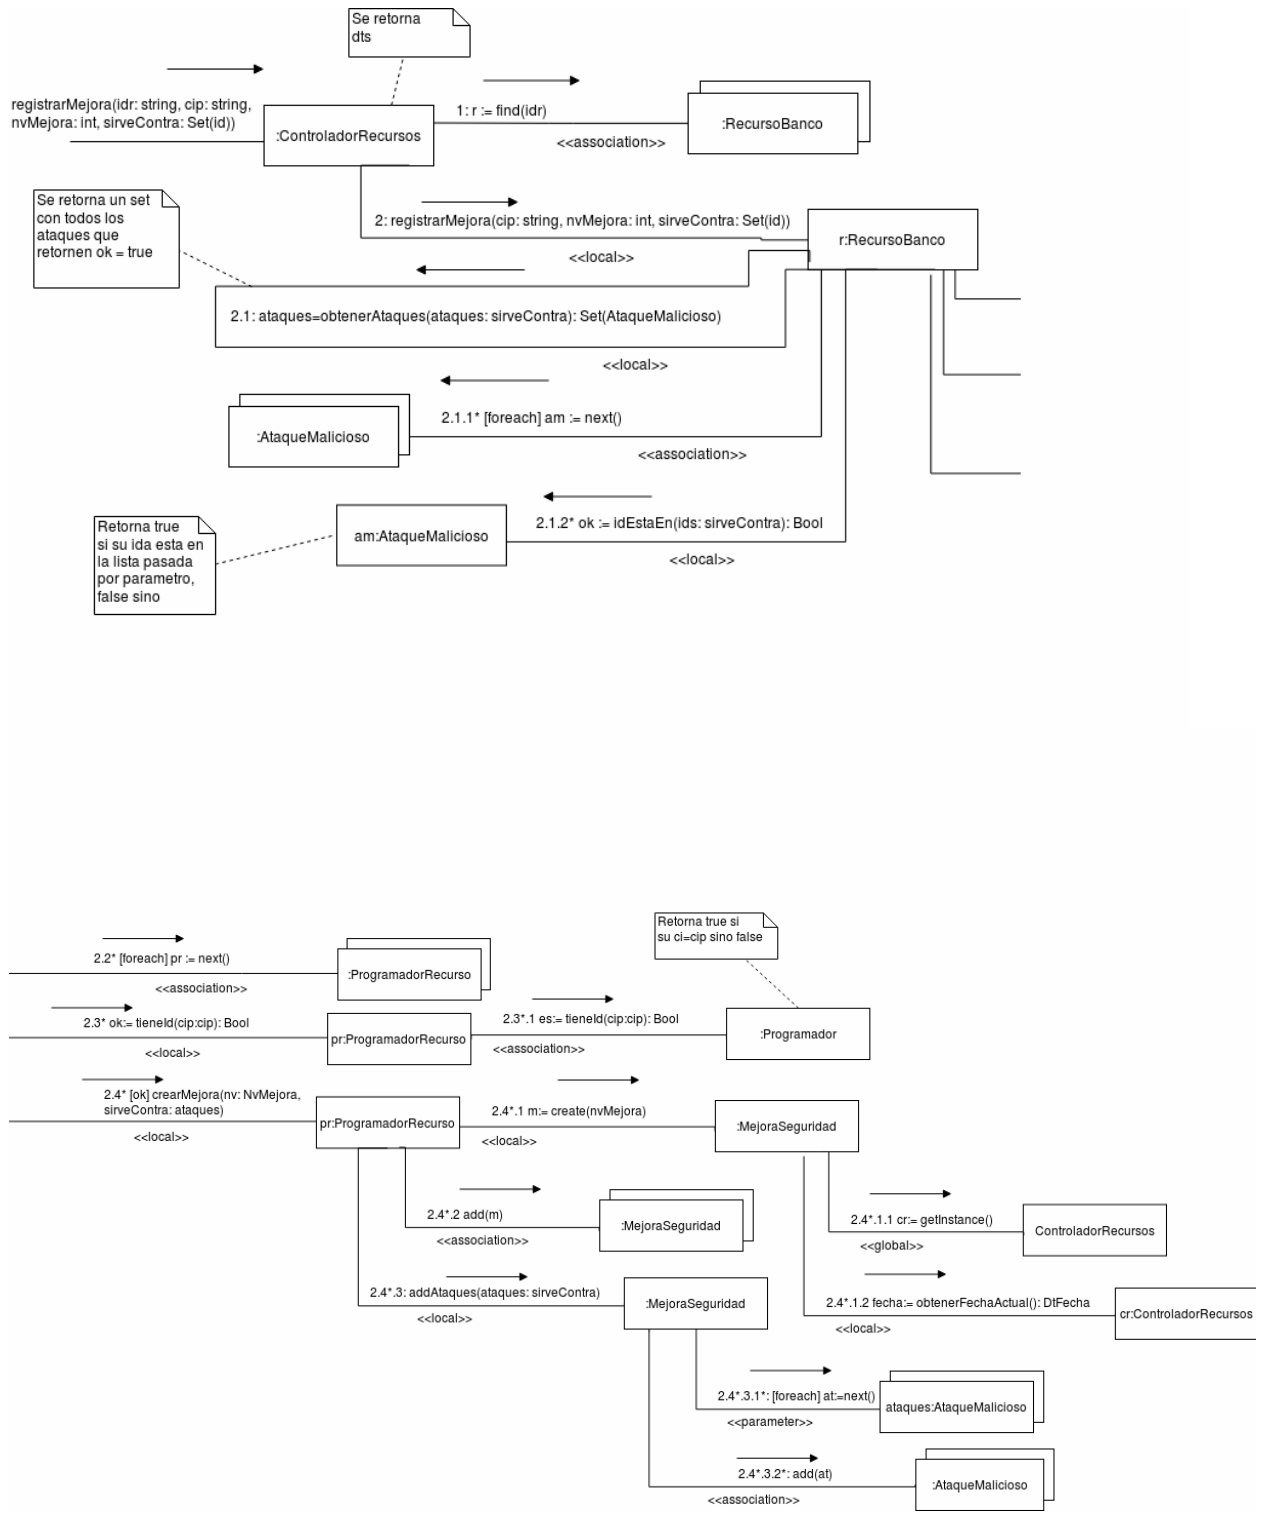 Se retorna
dts
registrarMejora(idr: string, cip: string,
nvMejora: int, sirveContra: Set(id))
:ControladorRecursos
1: r := find(idr)
<<association>>
:RecursoBanco
Se retorna un set
con todos los
ataques que
retornen ok = true
2: registrarMejora(cip: string, nvMejora: int, sirveContra: Set(id))
<<local>>
r:RecursoBanco
2.1: ataques=obtenerAtaques(ataques: sirveContra): Set(AtaqueMalicioso)
<<local>>
:AtaqueMalicioso
2.1.1* [foreach] am := next()
<<association>>
Retorna true
si su ida esta en
la lista pasada
por parametro,
false sino
am:AtaqueMalicioso
2.1.2* ok := idEstaEn(ids: sirveContra): Bool
<<local>>
Retorna true si
su ci=cip sino false
2.2* [foreach] pr := next()
<<association>>
:ProgramadorRecurso
2.3* ok:= tieneId(cip:cip): Bool
<<local>>
pr:ProgramadorRecurso
2.3*.1 es:= tieneId(cip:cip): Bool
<<association>>
:Programador
2.4* [ok] crearMejora(nv: NvMejora,
sirveContra: ataques)
<<local>>
pr:ProgramadorRecurso
2.4*.1 m:= create(nvMejora)
<<local>>
:MejoraSeguridad
2.4*.2 add(m)
<<association>>
:MejoraSeguridad
2.4*.1.1 cr:= getInstance()
<<global>>
ControladorRecursos
2.4*.3: addAtaques(ataques: sirveContra)
<<local>>
:MejoraSeguridad
2.4*.1.2 fecha:= obtenerFechaActual(): DtFecha
<<local>>
cr:ControladorRecursos
2.4*.3.1*: [foreach] at:=next()
<<parameter>>
ataques:AtaqueMalicioso
2.4*.3.2*: add(at)
<<association>>
:AtaqueMalicioso